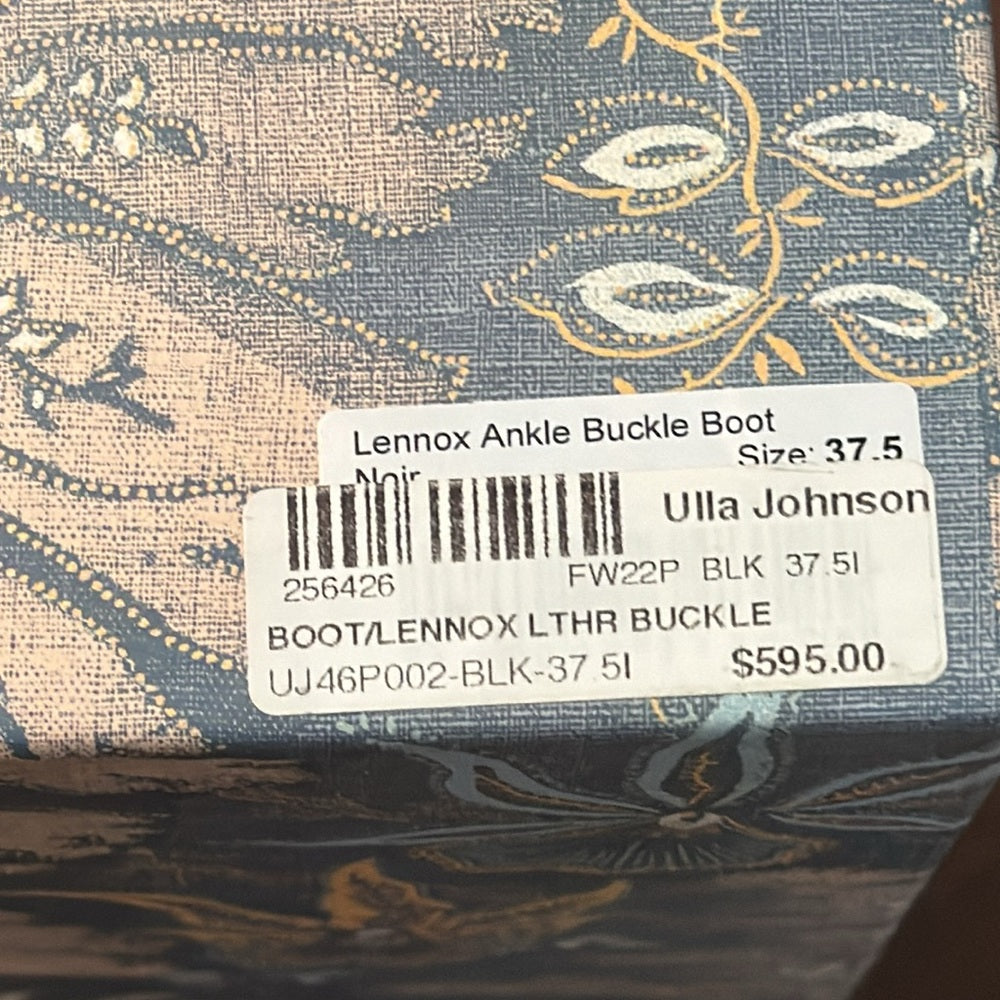 Lennox Ankle Buckle Boot
Noir Size: 37.5
Ulla Johnson
256426 FW22P BLK 37.5I
BOOT/LENNOX LTHR BUCKLE
UJ46P002-BLK-37 5I $595.00